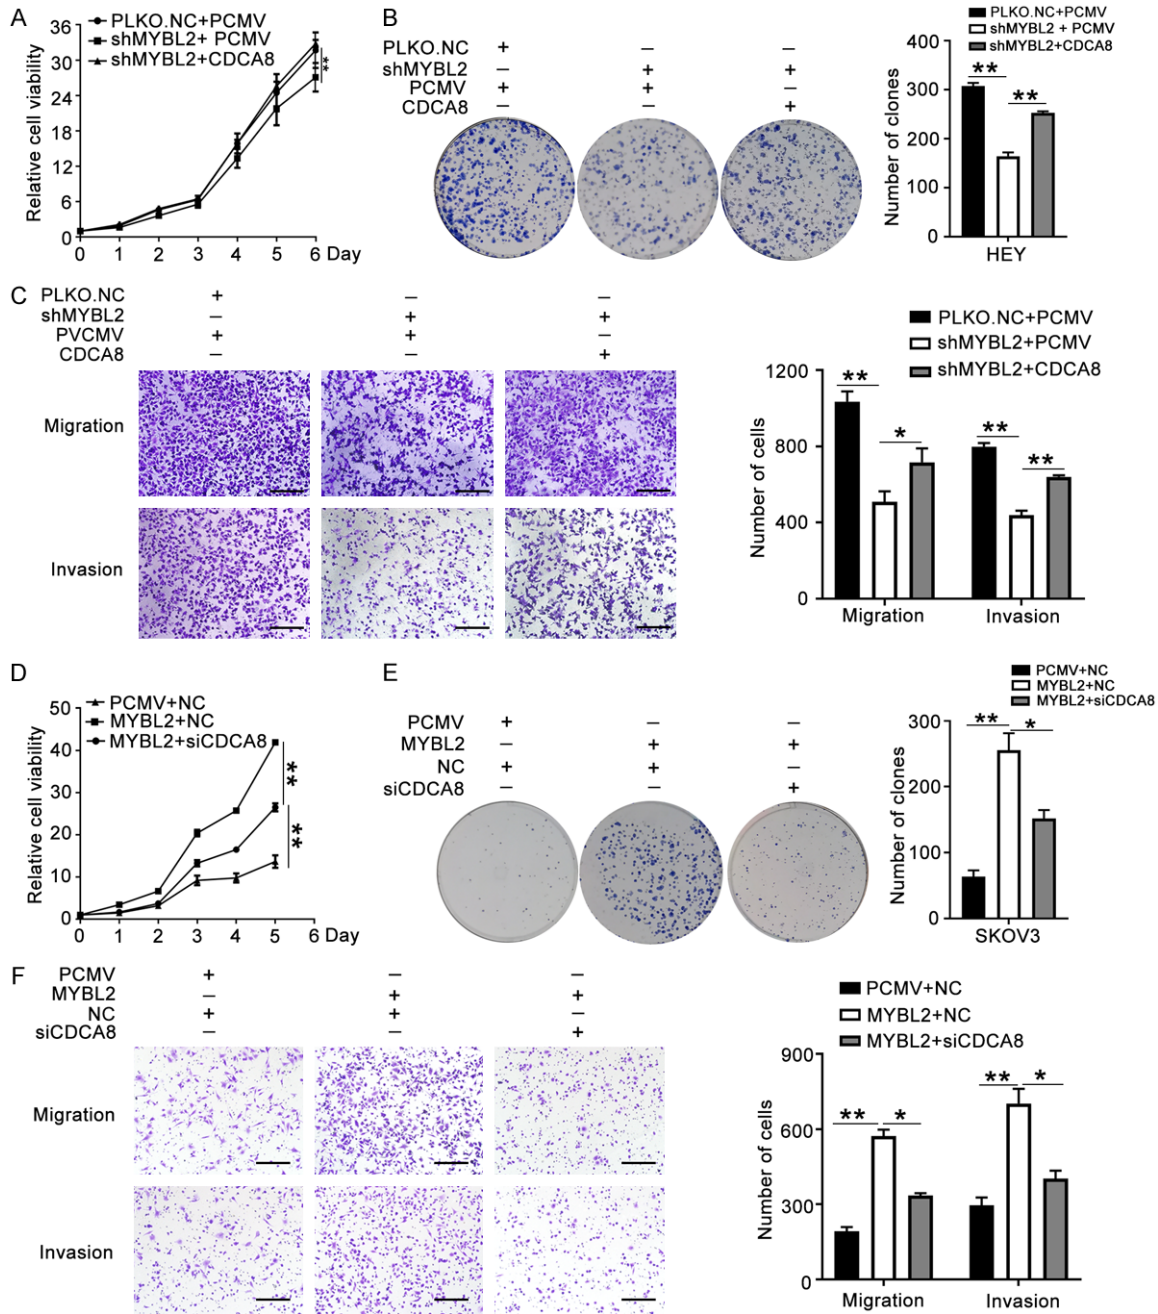 A
PLKO.NC+PCMV
shMYBL2+ PCMV
shMYBL2+CDCA8
Relative cell viability
36
30
24
18
12
6
0
0 1 2 3 4 5 6 Day
**
B
PLKO.NC + − −
shMYBL2 − + +
PCMV + + −
CDCA8 − − +
PLKO.NC+PCMV
shMYBL2 + PCMV
shMYBL2+CDCA8
Number of clones
400
300
200
100
0
** **
HEY
C
PLKO.NC + − −
shMYBL2 − + +
PVCMV + + −
CDCA8 − − +
Migration
Invasion
PLKO.NC+PCMV
shMYBL2+PCMV
shMYBL2+CDCA8
Number of cells
1200
800
400
0
** * ** **
Migration Invasion
D
PCMV+NC
MYBL2+NC
MYBL2+siCDCA8
Relative cell viability
50
40
30
20
10
0
0 1 2 3 4 5 6 Day
**
**
E
PCMV + − −
MYBL2 − + +
NC + + −
siCDCA8 − − +
PCMV+NC
MYBL2+NC
MYBL2+siCDCA8
Number of clones
300
200
100
0
** *
SKOV3
F
PCMV + − −
MYBL2 − + +
NC + + −
siCDCA8 − − +
Migration
Invasion
PCMV+NC
MYBL2+NC
MYBL2+siCDCA8
Number of cells
900
600
300
0
** * ** *
Migration Invasion